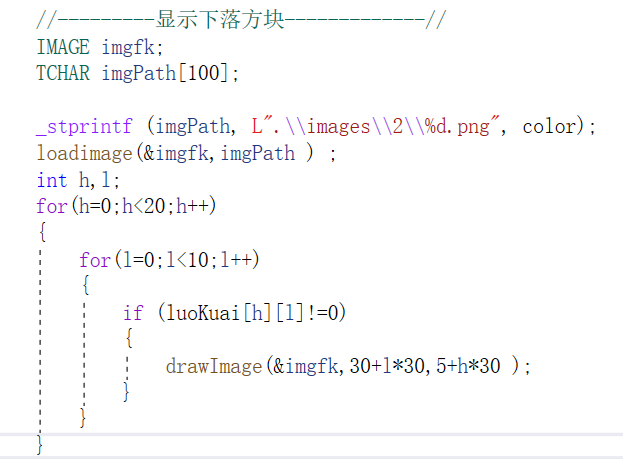 //---------显示下落方块-------------//
IMAGE imgfk;
TCHAR imgPath[100];
_stprintf (imgPath, L".\\images\\2\\%d.png", color);
loadimage(&imgfk,imgPath ) ;
int h,l;
for(h=0;h<20;h++)
{
for(l=0;l<10;l++)
{
if (luoKuai[h][l]!=0)
{
drawImage(&imgfk,30+l*30,5+h*30 );
}
}
}